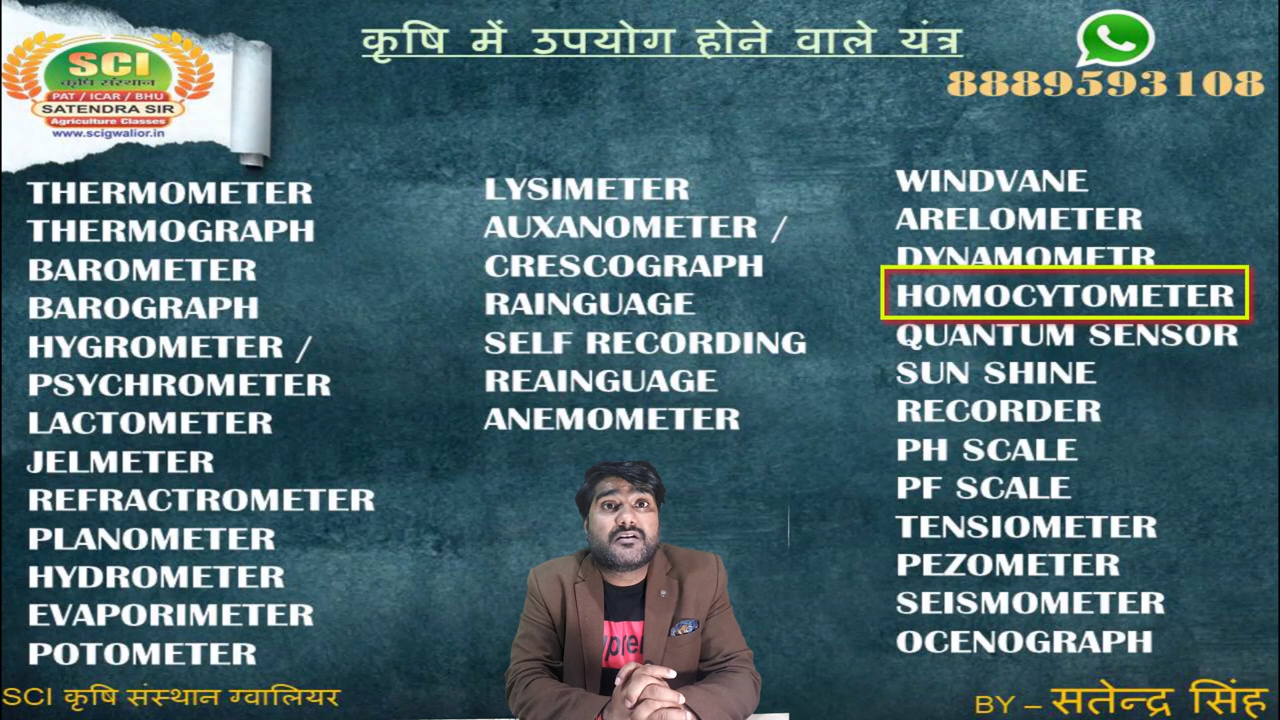 SCI
कृषि संस्थान
PAT / ICAR / BHU
SATENDRA SIR
Agriculture Classes
www.scigwalior.in
कृषि में उपयोग होने वाले यंत्र
8889593108
THERMOMETER
THERMOGRAPH
BAROMETER
BAROGRAPH
HYGROMETER /
PSYCHROMETER
LACTOMETER
JELMETER
REFRACTROMETER
PLANOMETER
HYDROMETER
EVAPORIMETER
POTOMETER
LYSIMETER
AUXANOMETER /
CRESCOGRAPH
RAINGUAGE
SELF RECORDING
REAINGUAGE
ANEMOMETER
WINDVANE
ARELOMETER
DYNAMOMETR
HOMOCYTOMETER
QUANTUM SENSOR
SUN SHINE
RECORDER
PH SCALE
PF SCALE
TENSIOMETER
PEZOMETER
SEISMOMETER
OCENOGRAPH
SCI कृषि संस्थान ग्वालियर
BY – सतेन्द्र सिंह